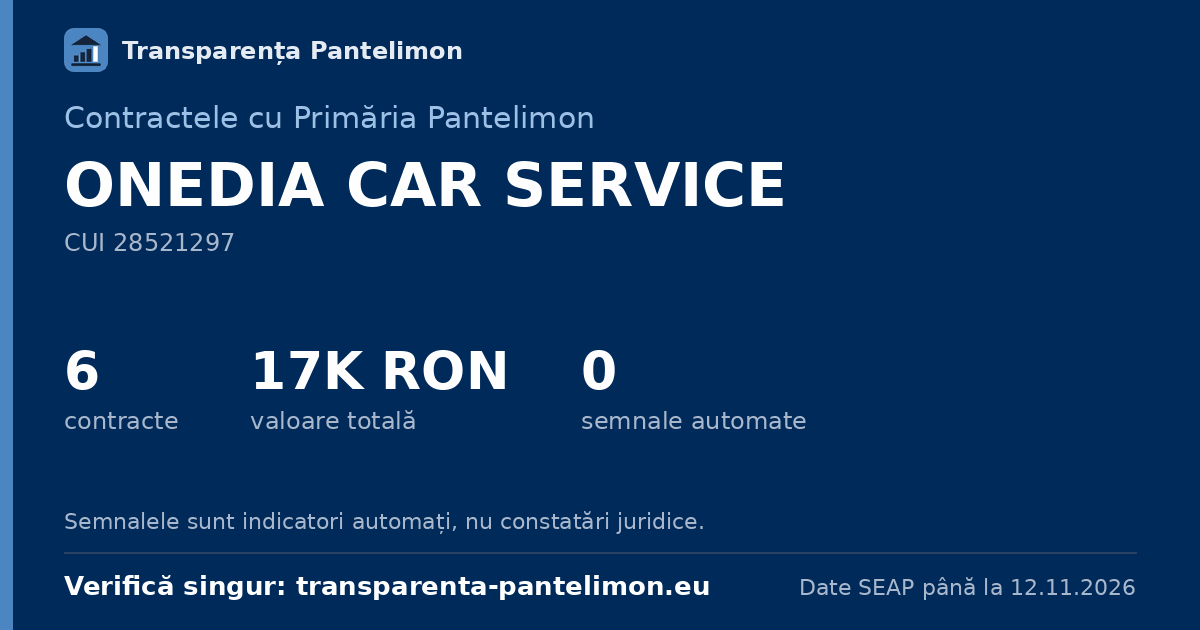 Transparența Pantelimon
Contractele cu Primăria Pantelimon
ONEDIA CAR SERVICE
CUI 28521297
6
contracte
17K RON
valoare totală
0
semnale automate
Semnalele sunt indicatori automați, nu constatări juridice.
Verifică singur: transparenta-pantelimon.eu
Date SEAP până la 12.11.2026